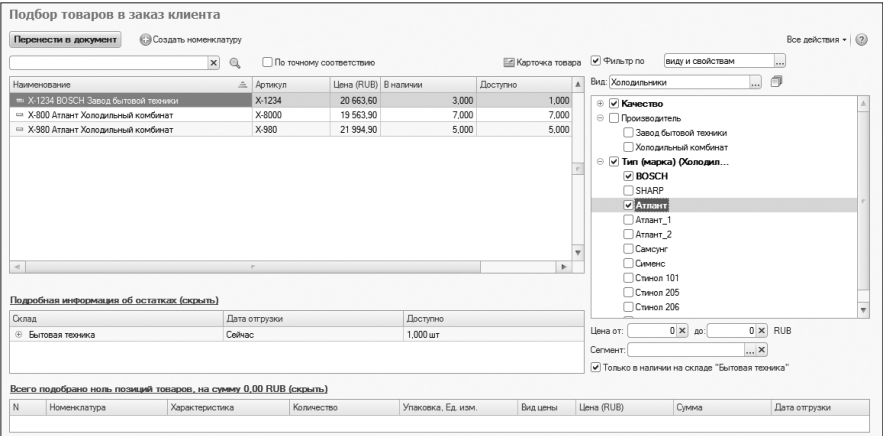 Подбор товаров в заказ клиента
Перенести в документ Создать номенклатуру Все действия
По точному соответствию Карточка товара Фильтр по виду и свойствам ...
Вид: Холодильники ...
Наименование Артикул Цена (RUB) В наличии Доступно
X-1234 BOSCH Завод бытовой техники X-1234 20 663,60 3,000 1,000
X-800 Атлант Холодильный комбинат X-8000 19 563,90 7,000 7,000
X-980 Атлант Холодильный комбинат X-980 21 994,90 5,000 5,000
Качество
Производитель
Завод бытовой техники
Холодильный комбинат
Тип (марка) (Холодил...
BOSCH
SHARP
Атлант
Атлант_1
Атлант_2
Самсунг
Сименс
Стинол 101
Стинол 205
Стинол 206
Подробная информация об остатках (скрыть)
Склад Дата отгрузки Доступно
Бытовая техника Сейчас 1,000 шт
Цена от: 0 до: 0 RUB
Сегмент: ...
Только в наличии на складе "Бытовая техника"
Всего подобрано ноль позиций товаров, на сумму 0,00 RUB (скрыть)
N Номенклатура Характеристика Количество Упаковка, Ед. изм. Вид цены Цена (RUB) Сумма Дата отгрузки